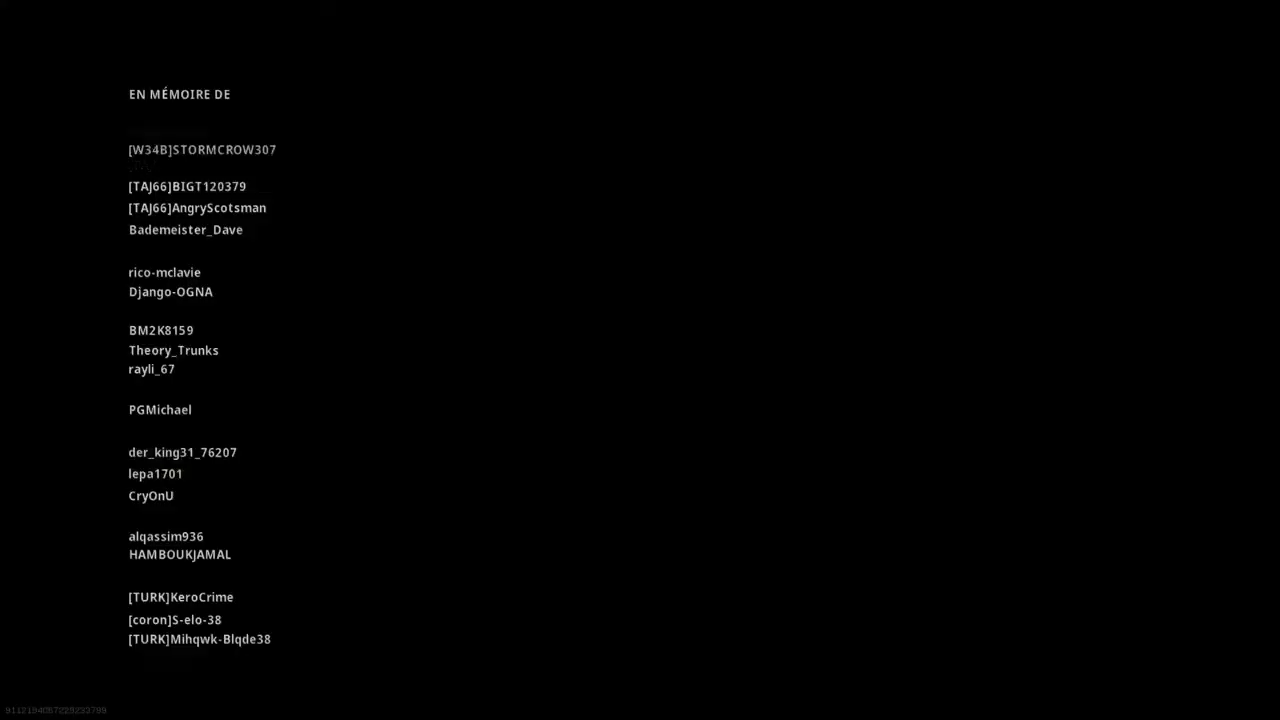 EN MÉMOIRE DE
[W34B]STORMCROW307
[TAJ66]BIGT120379
[TAJ66]AngryScotsman
Bademeister_Dave
rico-mclavie
Django-OGNA
BM2K8159
Theory_Trunks
rayli_67
PGMichael
der_king31_76207
lepa1701
CryOnU
alqassim936
HAMBOUKJAMAL
[TURK]KeroCrime
[coron]S-elo-38
[TURK]Mihqwk-Blqde38